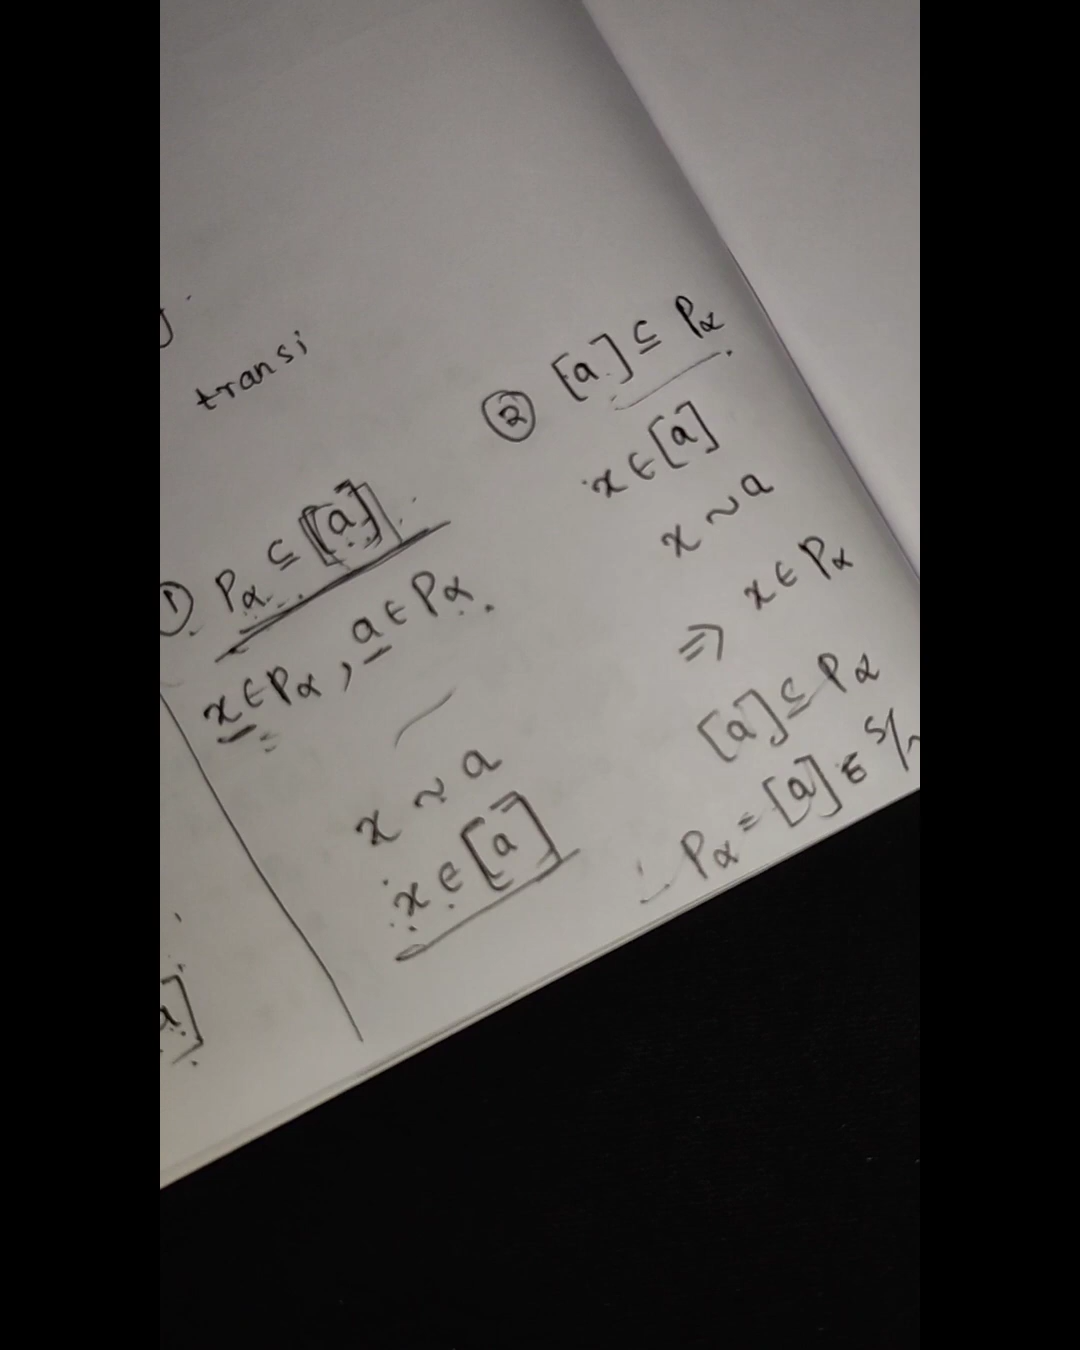 transi
① Pα ⊆ [a]
x ∈ Pα, a ∈ Pα
x ~ a
x ∈ [a]
a]
② [a] ⊆ Pα
x ∈ [a]
x ~ a
⇒ x ∈ Pα
[a] ⊆ Pα
Pα = [a] ∈ S/~